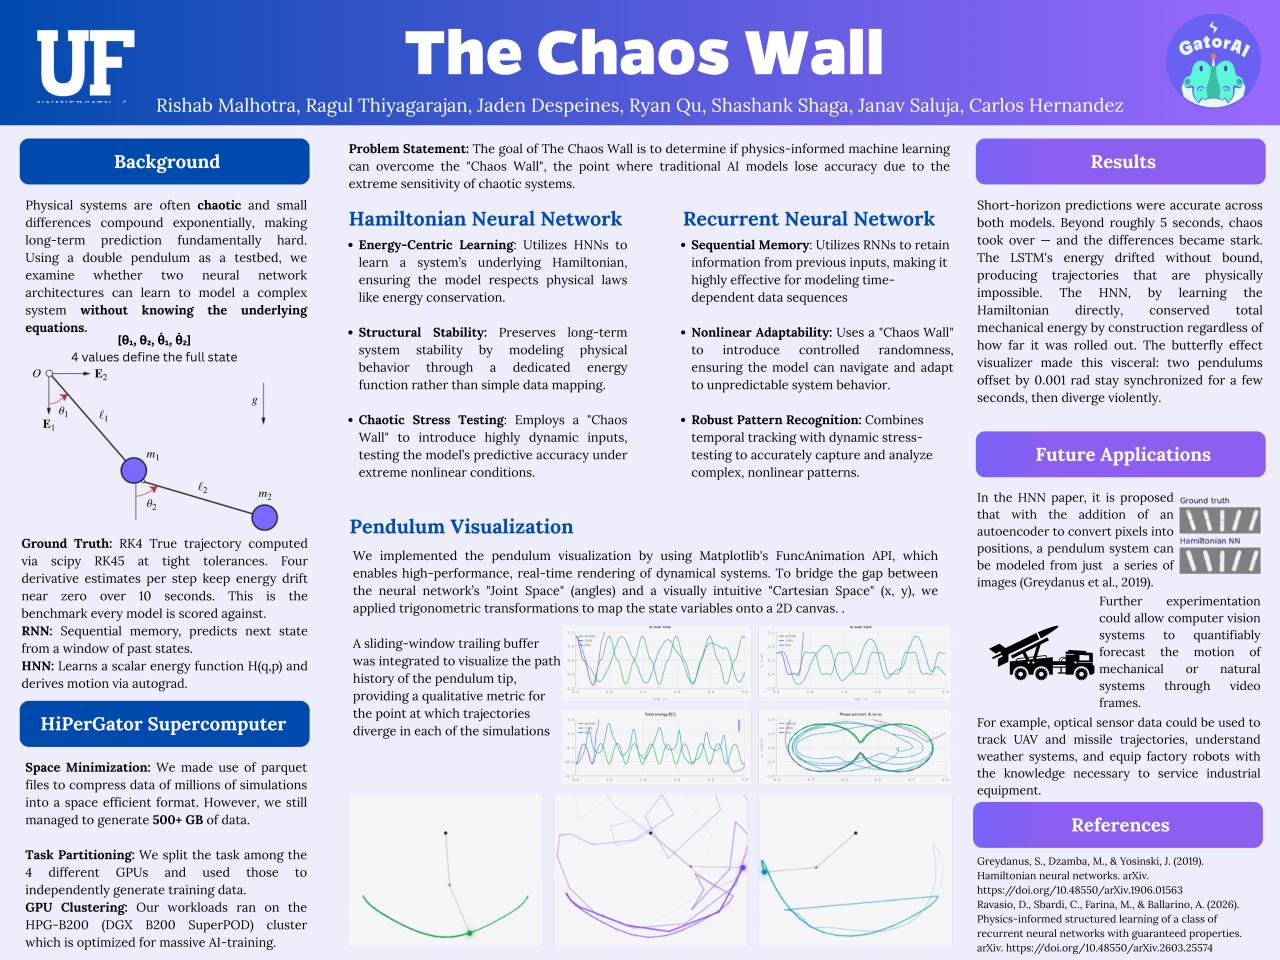 UF
The Chaos Wall
GatorAI
Rishab Malhotra, Ragul Thiyagarajan, Jaden Despeines, Ryan Qu, Shashank Shaga, Janav Saluja, Carlos Hernandez
Background
Physical systems are often chaotic and small
differences compound exponentially, making
long-term prediction fundamentally hard.
Using a double pendulum as a testbed, we
examine whether two neural network
architectures can learn to model a complex
system without knowing the underlying
equations.
[θ₁, θ₂, θ̇₁, θ̇₂]
4 values define the full state
O
E₂
g
θ₁
ℓ₁
E₁
m₁
ℓ₂
m₂
θ₂
Ground Truth: RK4 True trajectory computed
via scipy RK45 at tight tolerances. Four
derivative estimates per step keep energy drift
near zero over 10 seconds. This is the
benchmark every model is scored against.
RNN: Sequential memory, predicts next state
from a window of past states.
HNN: Learns a scalar energy function H(q,p) and
derives motion via autograd.
HiPerGator Supercomputer
Space Minimization: We made use of parquet
files to compress data of millions of simulations
into a space efficient format. However, we still
managed to generate 500+ GB of data.
Task Partitioning: We split the task among the
4 different GPUs and used those to
independently generate training data.
GPU Clustering: Our workloads ran on the
HPG-B200 (DGX B200 SuperPOD) cluster
which is optimized for massive AI-training.
Problem Statement: The goal of The Chaos Wall is to determine if physics-informed machine learning
can overcome the "Chaos Wall", the point where traditional AI models lose accuracy due to the
extreme sensitivity of chaotic systems.
Hamiltonian Neural Network
• Energy-Centric Learning: Utilizes HNNs to
learn a system's underlying Hamiltonian,
ensuring the model respects physical laws
like energy conservation.
• Structural Stability: Preserves long-term
system stability by modeling physical
behavior through a dedicated energy
function rather than simple data mapping.
• Chaotic Stress Testing: Employs a "Chaos
Wall" to introduce highly dynamic inputs,
testing the model's predictive accuracy under
extreme nonlinear conditions.
Recurrent Neural Network
• Sequential Memory: Utilizes RNNs to retain
information from previous inputs, making it
highly effective for modeling time-
dependent data sequences
• Nonlinear Adaptability: Uses a "Chaos Wall"
to introduce controlled randomness,
ensuring the model can navigate and adapt
to unpredictable system behavior.
• Robust Pattern Recognition: Combines
temporal tracking with dynamic stress-
testing to accurately capture and analyze
complex, nonlinear patterns.
Pendulum Visualization
We implemented the pendulum visualization by using Matplotlib's FuncAnimation API, which
enables high-performance, real-time rendering of dynamical systems. To bridge the gap between
the neural network's "Joint Space" (angles) and a visually intuitive "Cartesian Space" (x, y), we
applied trigonometric transformations to map the state variables onto a 2D canvas. .
A sliding-window trailing buffer
was integrated to visualize the path
history of the pendulum tip,
providing a qualitative metric for
the point at which trajectories
diverge in each of the simulations
over time
over time
Total energy E(t)
Phase portrait
Results
Short-horizon predictions were accurate across
both models. Beyond roughly 5 seconds, chaos
took over — and the differences became stark.
The LSTM's energy drifted without bound,
producing trajectories that are physically
impossible. The HNN, by learning the
Hamiltonian directly, conserved total
mechanical energy by construction regardless of
how far it was rolled out. The butterfly effect
visualizer made this visceral: two pendulums
offset by 0.001 rad stay synchronized for a few
seconds, then diverge violently.
Future Applications
In the HNN paper, it is proposed
that with the addition of an
autoencoder to convert pixels into
positions, a pendulum system can
be modeled from just a series of
images (Greydanus et al., 2019).
Ground truth
Hamiltonian NN
Further experimentation
could allow computer vision
systems to quantifiably
forecast the motion of
mechanical or natural
systems through video
frames.
For example, optical sensor data could be used to
track UAV and missile trajectories, understand
weather systems, and equip factory robots with
the knowledge necessary to service industrial
equipment.
References
Greydanus, S., Dzamba, M., & Yosinski, J. (2019).
Hamiltonian neural networks. arXiv.
https://doi.org/10.48550/arXiv.1906.01563
Ravasio, D., Sbardi, C., Farina, M., & Ballarino, A. (2026).
Physics-informed structured learning of a class of
recurrent neural networks with guaranteed properties.
arXiv. https://doi.org/10.48550/arXiv.2603.25574